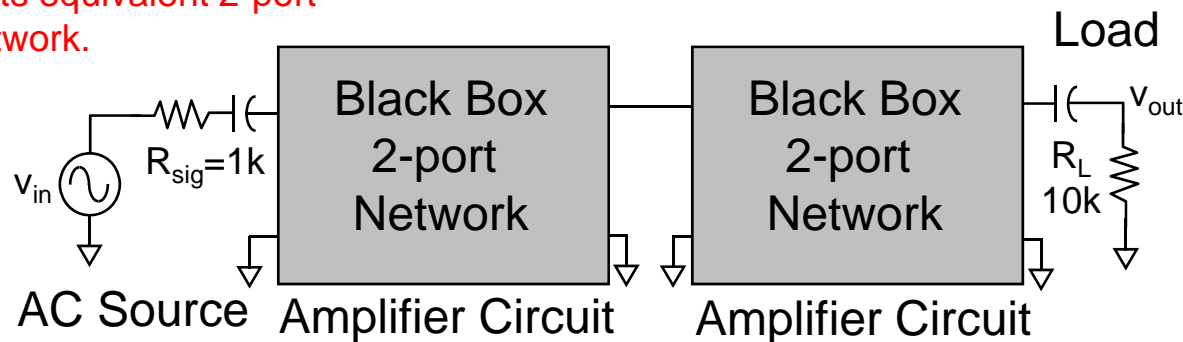 its equivalent 2-port
Load
Black Box
2-port
Network
Black Box
2-port
Network
v_in
R_sig=1k
v_out
R_L
10k
AC Source
Amplifier Circuit
Amplifier Circuit